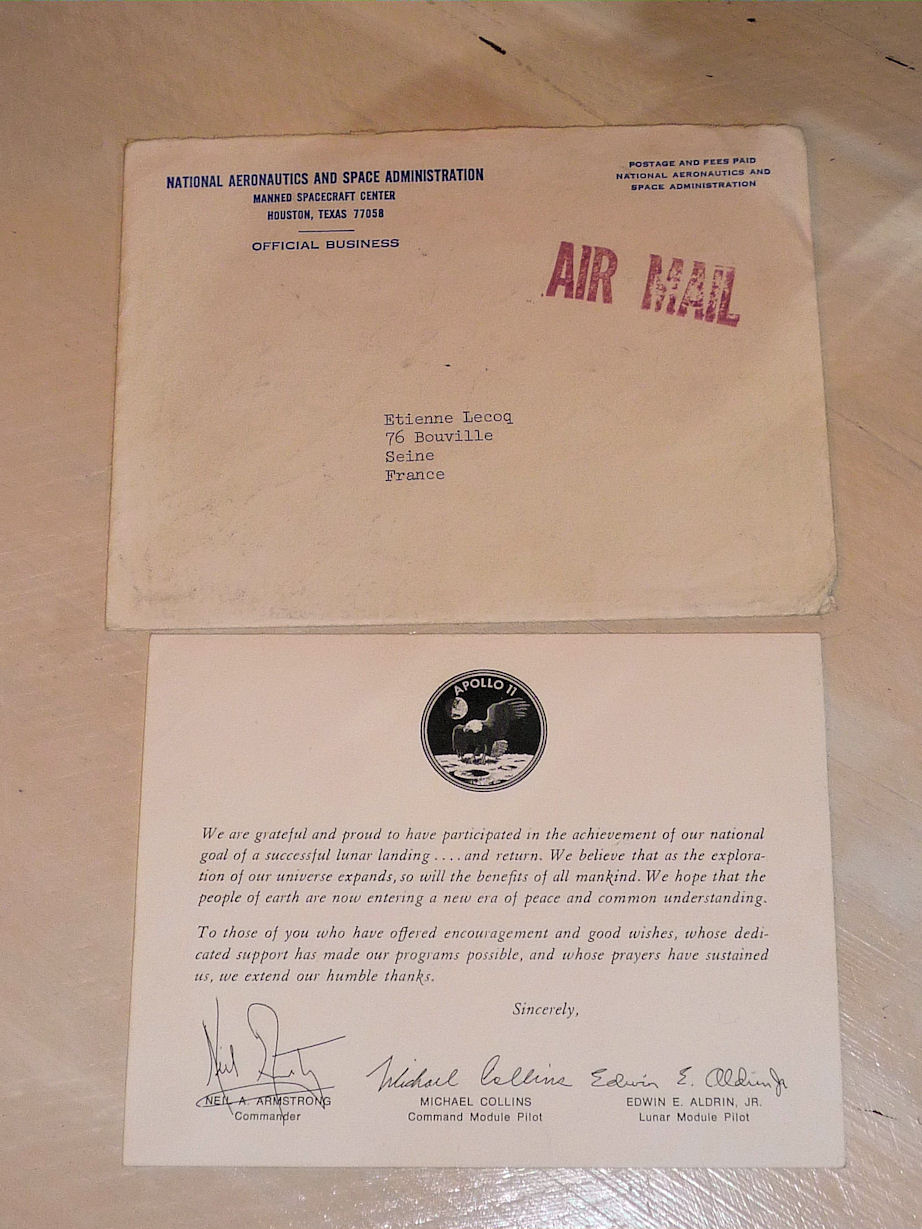 NATIONAL AERONAUTICS AND SPACE ADMINISTRATION
MANNED SPACECRAFT CENTER
HOUSTON, TEXAS 77058
OFFICIAL BUSINESS
POSTAGE AND FEES PAID
NATIONAL AERONAUTICS AND
SPACE ADMINISTRATION
AIR MAIL
Etienne Lecoq
76 Bouville
Seine
France
APOLLO 11
We are grateful and proud to have participated in the achievement of our national
goal of a successful lunar landing....and return. We believe that as the explora-
tion of our universe expands, so will the benefits of all mankind. We hope that the
people of earth are now entering a new era of peace and common understanding.
To those of you who have offered encouragement and good wishes, whose dedi-
cated support has made our programs possible, and whose prayers have sustained
us, we extend our humble thanks.
Sincerely,
Neil Armstrong
Michael Collins
Edwin E. Aldrin Jr
NEIL A. ARMSTRONG
Commander
MICHAEL COLLINS
Command Module Pilot
EDWIN E. ALDRIN, JR.
Lunar Module Pilot